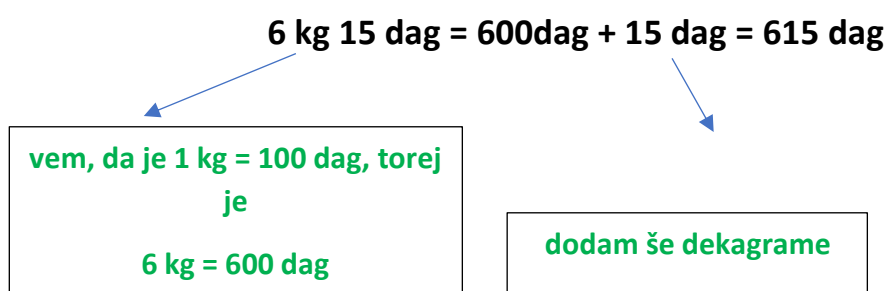 6 kg 15 dag = 600dag + 15 dag = 615 dag
vem, da je 1 kg = 100 dag, torej
je
6 kg = 600 dag
dodam še dekagrame